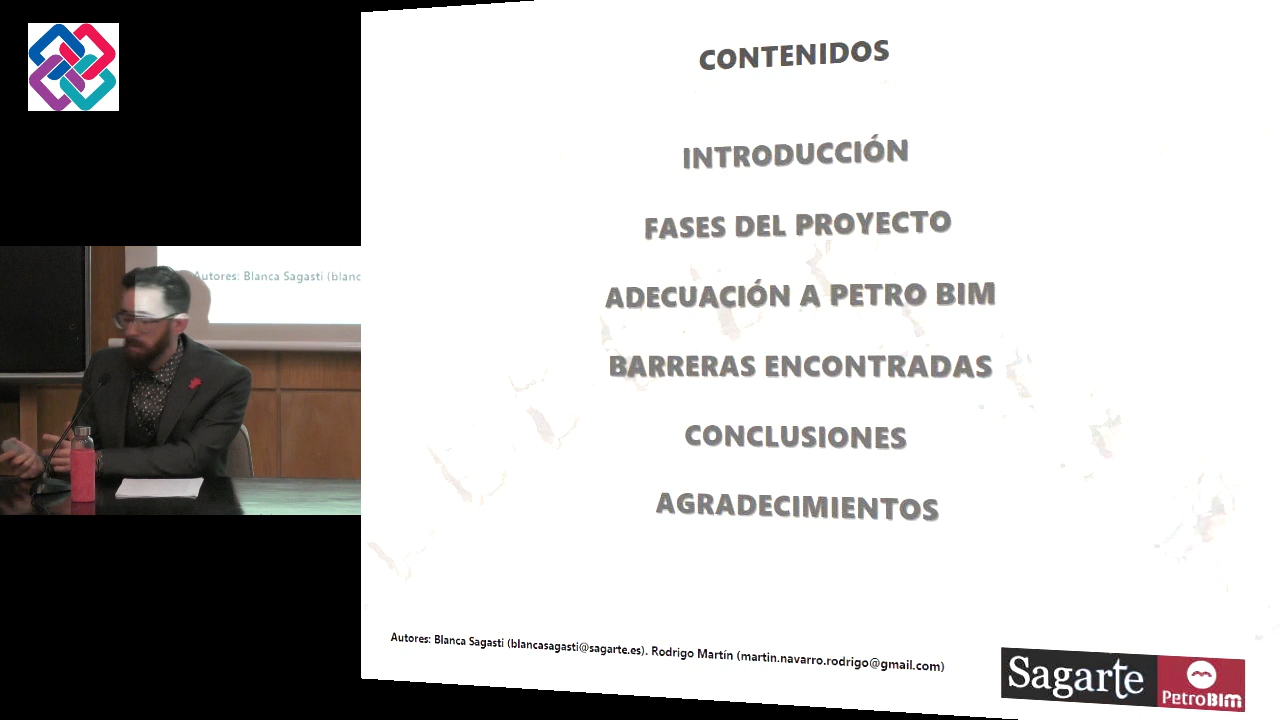 CONTENIDOS
INTRODUCCIÓN
FASES DEL PROYECTO
ADECUACIÓN A PETRO BIM
BARRERAS ENCONTRADAS
CONCLUSIONES
AGRADECIMIENTOS
Autores: Blanca Sagasti (blanc
Autores: Blanca Sagasti (blancasagasti@sagarte.es). Rodrigo Martín (martin.navarro.rodrigo@gmail.com)
Sagarte
PetroBIM